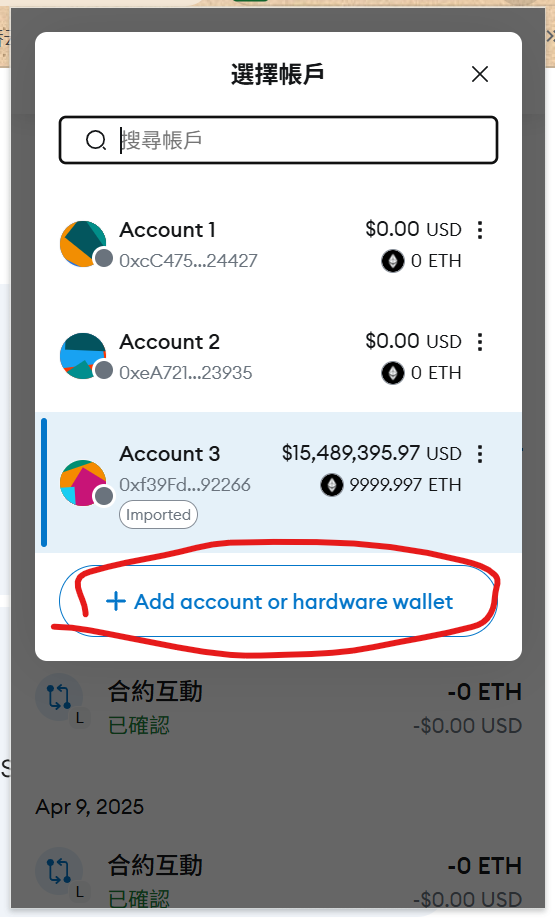 選擇帳戶
搜尋帳戶
Account 1
$0.00 USD
0xcC475...24427
0 ETH
Account 2
$0.00 USD
0xeA721...23935
0 ETH
Account 3
$15,489,395.97 USD
0xf39Fd...92266
9999.997 ETH
Imported
+ Add account or hardware wallet
合約互動
-0 ETH
L
已確認
-$0.00 USD
Apr 9, 2025
合約互動
-0 ETH
L
已確認
-$0.00 USD